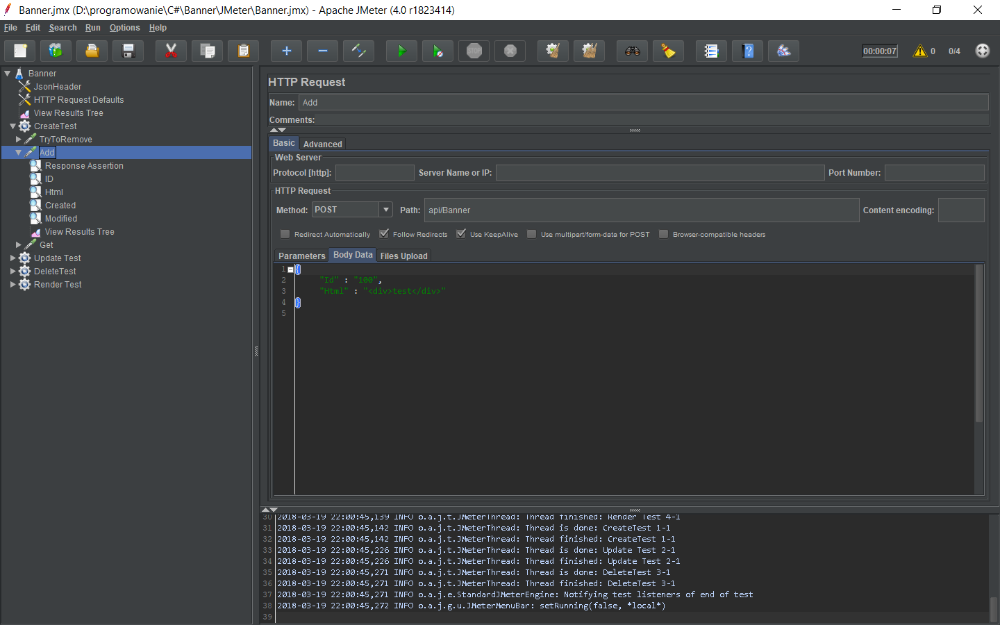 Banner.jmx (D:\programowanie\C#\Banner\JMeter\Banner.jmx) - Apache JMeter (4.0 r1823414)
File Edit Search Run Options Help
STOP
00:00:07 0 0/4
Banner
JsonHeader
HTTP Request Defaults
View Results Tree
CreateTest
TryToRemove
Add
Response Assertion
ID
Html
Created
Modified
View Results Tree
Get
Update Test
DeleteTest
Render Test
HTTP Request
Name: Add
Comments:
Basic Advanced
Web Server
Protocol [http]: Server Name or IP: Port Number:
HTTP Request
Method: POST Path: api/Banner Content encoding:
Redirect Automatically Follow Redirects Use KeepAlive Use multipart/form-data for POST Browser-compatible headers
Parameters Body Data Files Upload
1 {
2 "Id" : "100",
3 "Html" : "<div>test</div>"
4 }
5
30 2018-03-19 22:00:45,139 INFO o.a.j.t.JMeterThread: Thread finished: Render Test 4-1
31 2018-03-19 22:00:45,142 INFO o.a.j.t.JMeterThread: Thread is done: CreateTest 1-1
32 2018-03-19 22:00:45,142 INFO o.a.j.t.JMeterThread: Thread finished: CreateTest 1-1
33 2018-03-19 22:00:45,226 INFO o.a.j.t.JMeterThread: Thread is done: Update Test 2-1
34 2018-03-19 22:00:45,226 INFO o.a.j.t.JMeterThread: Thread finished: Update Test 2-1
35 2018-03-19 22:00:45,271 INFO o.a.j.t.JMeterThread: Thread is done: DeleteTest 3-1
36 2018-03-19 22:00:45,271 INFO o.a.j.t.JMeterThread: Thread finished: DeleteTest 3-1
37 2018-03-19 22:00:45,271 INFO o.a.j.e.StandardJMeterEngine: Notifying test listeners of end of test
38 2018-03-19 22:00:45,272 INFO o.a.j.g.u.JMeterMenuBar: setRunning(false, *local*)
39